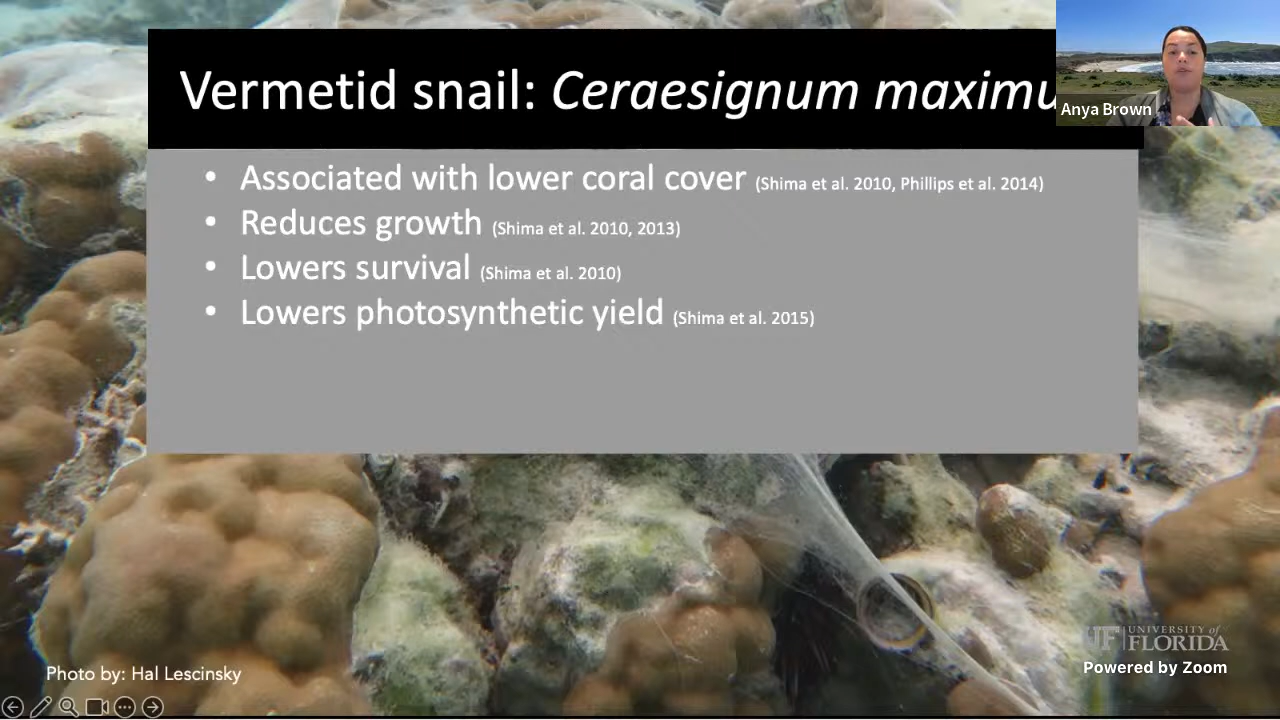 Vermetid snail: Ceraesignum maximu
Anya Brown
• Associated with lower coral cover (Shima et al. 2010, Phillips et al. 2014)
• Reduces growth (Shima et al. 2010, 2013)
• Lowers survival (Shima et al. 2010)
• Lowers photosynthetic yield (Shima et al. 2015)
UF UNIVERSITY of
FLORIDA
Powered by Zoom
Photo by: Hal Lescinsky